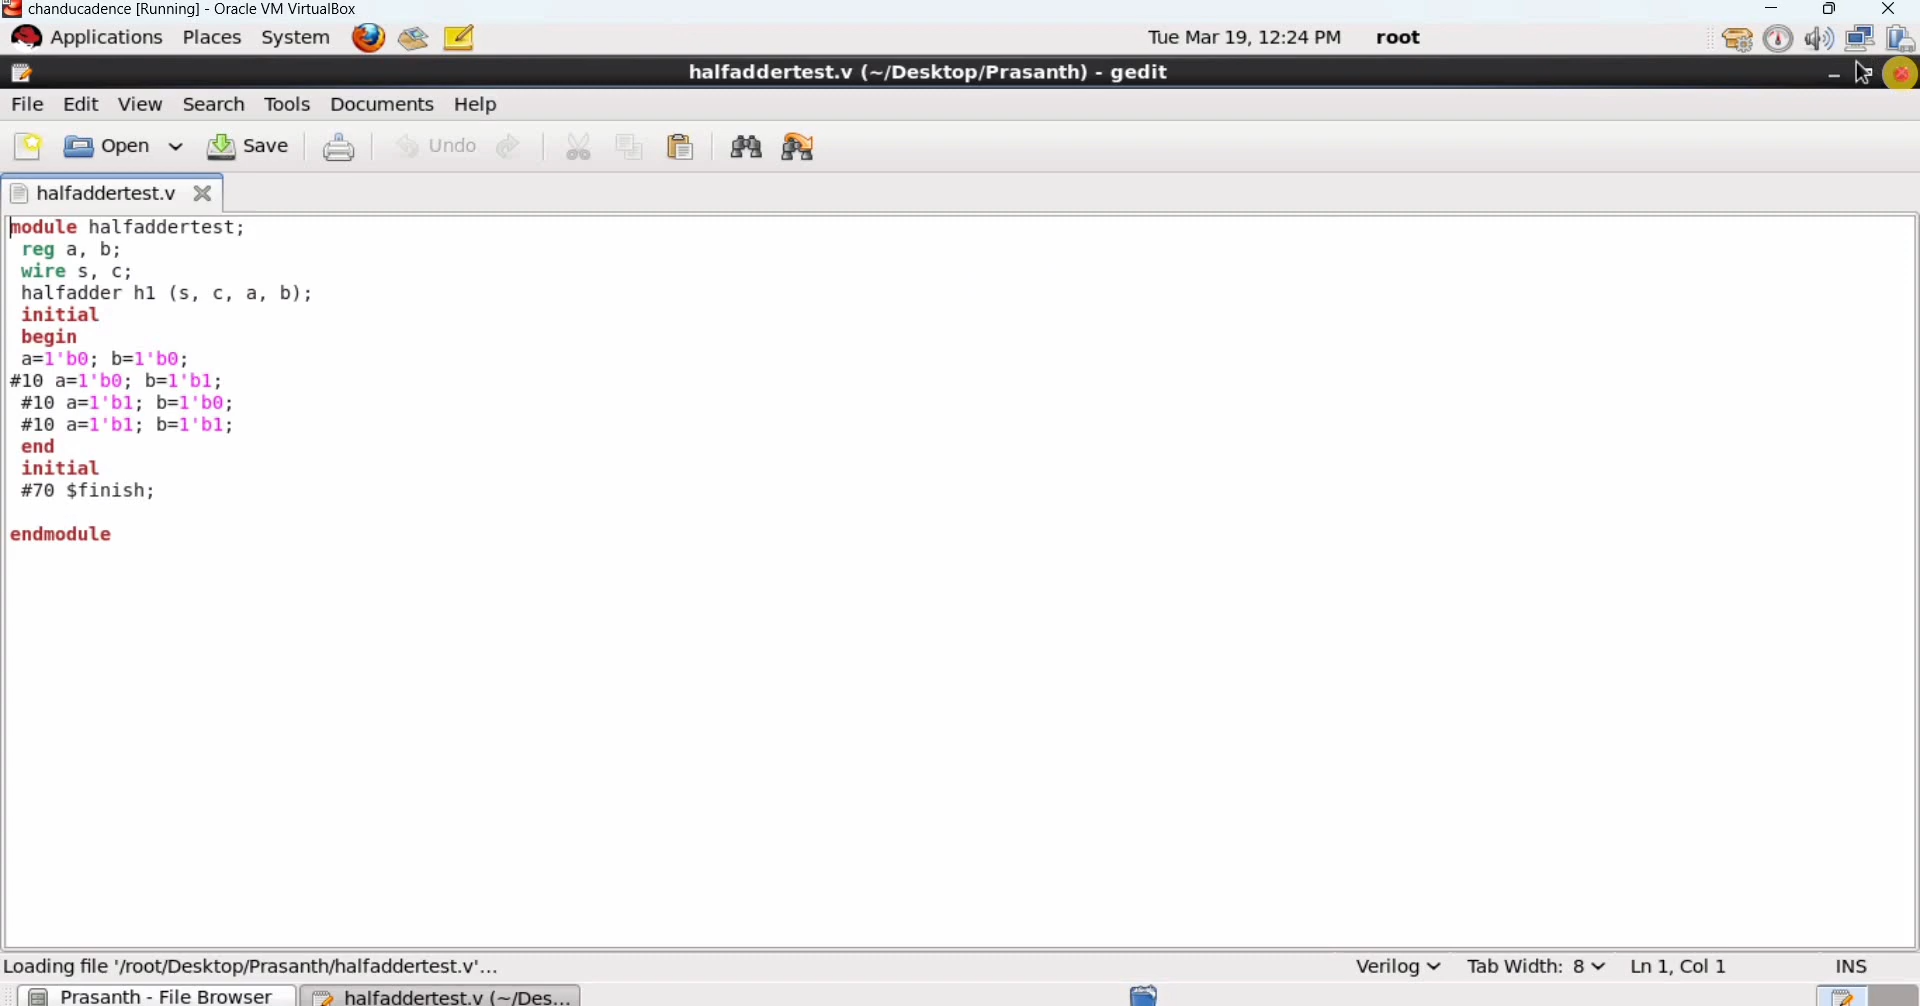 chanducadence [Running] - Oracle VM VirtualBox
Applications Places System Tue Mar 19, 12:24 PM root
halfaddertest.v (~/Desktop/Prasanth) - gedit
File Edit View Search Tools Documents Help
Open Save Undo
halfaddertest.v
module halfaddertest;
reg a, b;
wire s, c;
halfadder h1 (s, c, a, b);
initial
begin
a=1'b0; b=1'b0;
#10 a=1'b0; b=1'b1;
#10 a=1'b1; b=1'b0;
#10 a=1'b1; b=1'b1;
end
initial
#70 $finish;
endmodule
Loading file '/root/Desktop/Prasanth/halfaddertest.v'... Verilog Tab Width: 8 Ln 1, Col 1 INS
Prasanth - File Browser halfaddertest.v (~/Des...